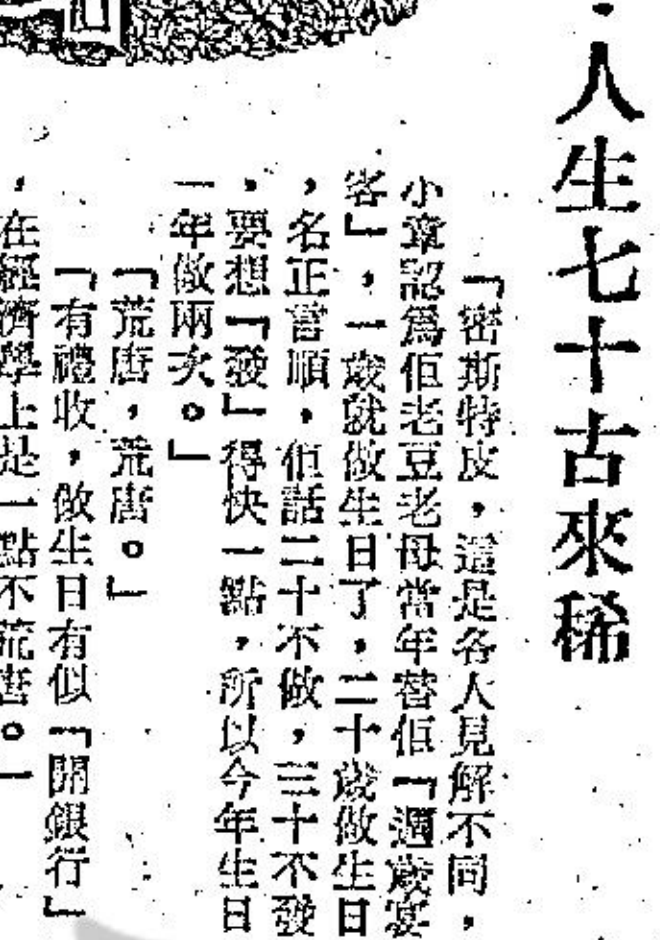 人生七十古來稀
「密斯特皮，這是各人見解不同，
小章認爲佢老豆老母當年替佢「週歲宴
客」，一歲就做生日了，二十歲做生日
，名正言順，佢話二十不做，三十不發
，要想「發」得快一點，所以今年生日
一年做兩次。」
「荒唐，荒唐。」
「有禮收，做生日有似「開銀行」
，在經濟學上是一點不荒唐。」